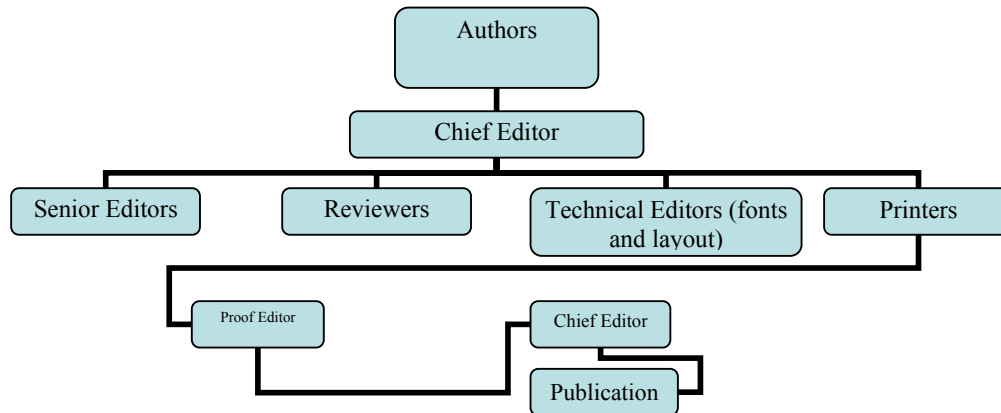 Authors
Chief Editor
Senior Editors
Reviewers
Technical Editors (fonts
and layout)
Printers
Proof Editor
Chief Editor
Publication